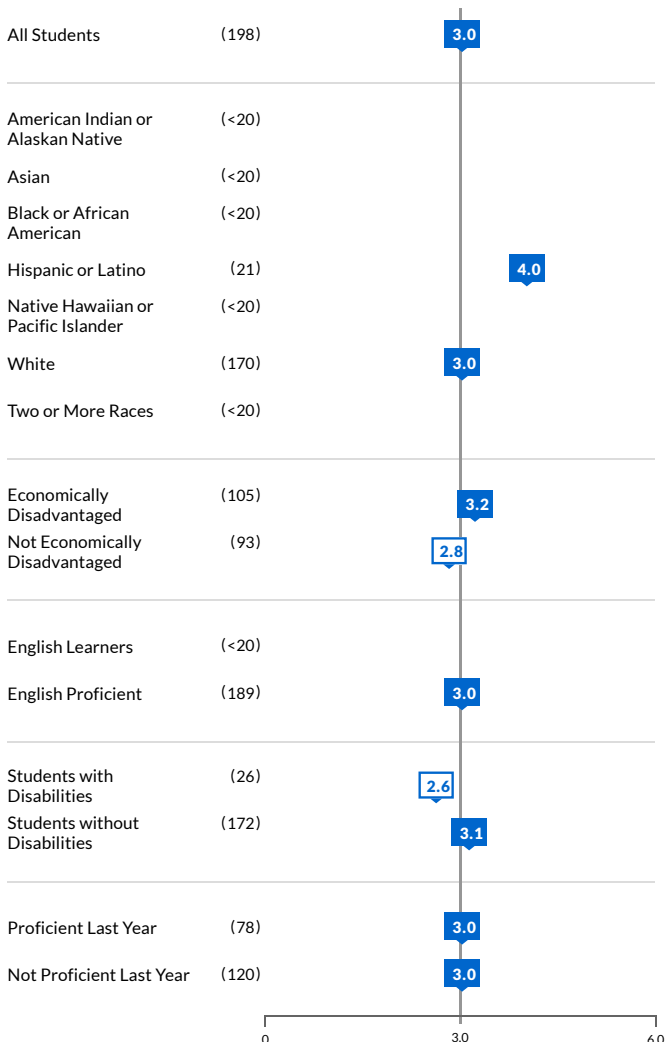 All Students (198) 3.0
American Indian or (<20)
Alaskan Native
Asian (<20)
Black or African (<20)
American
Hispanic or Latino (21) 4.0
Native Hawaiian or (<20)
Pacific Islander
White (170) 3.0
Two or More Races (<20)
Economically (105) 3.2
Disadvantaged
Not Economically (93) 2.8
Disadvantaged
English Learners (<20)
English Proficient (189) 3.0
Students with (26) 2.6
Disabilities
Students without (172) 3.1
Disabilities
Proficient Last Year (78) 3.0
Not Proficient Last Year (120) 3.0
0 3.0 6.0